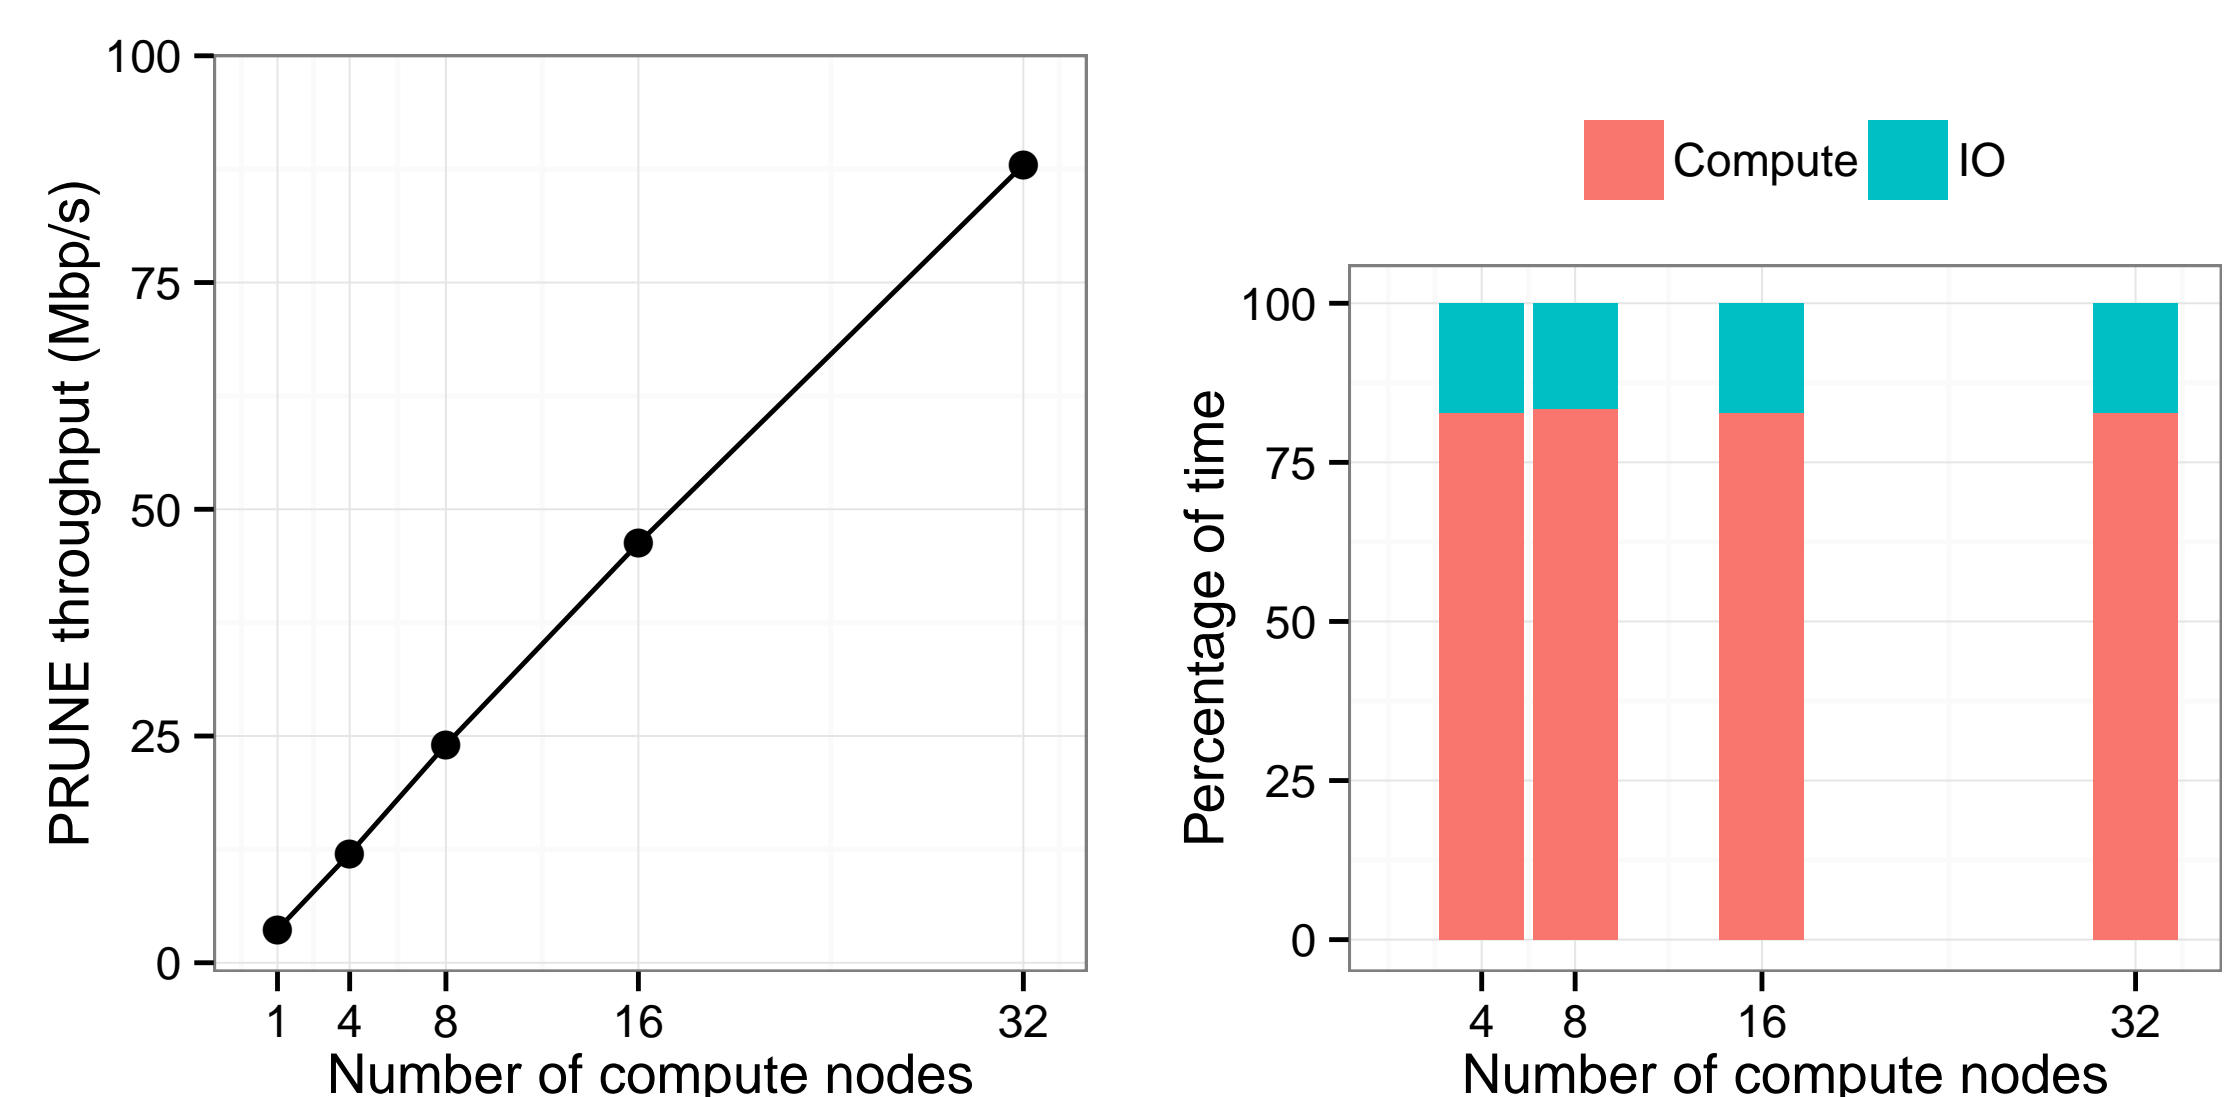 PRUNE throughput (Mbp/s)
100
75
50
25
0
1 4 8 16 32
Number of compute nodes
Compute IO
Percentage of time
100
75
50
25
0
4 8 16 32
Number of compute nodes